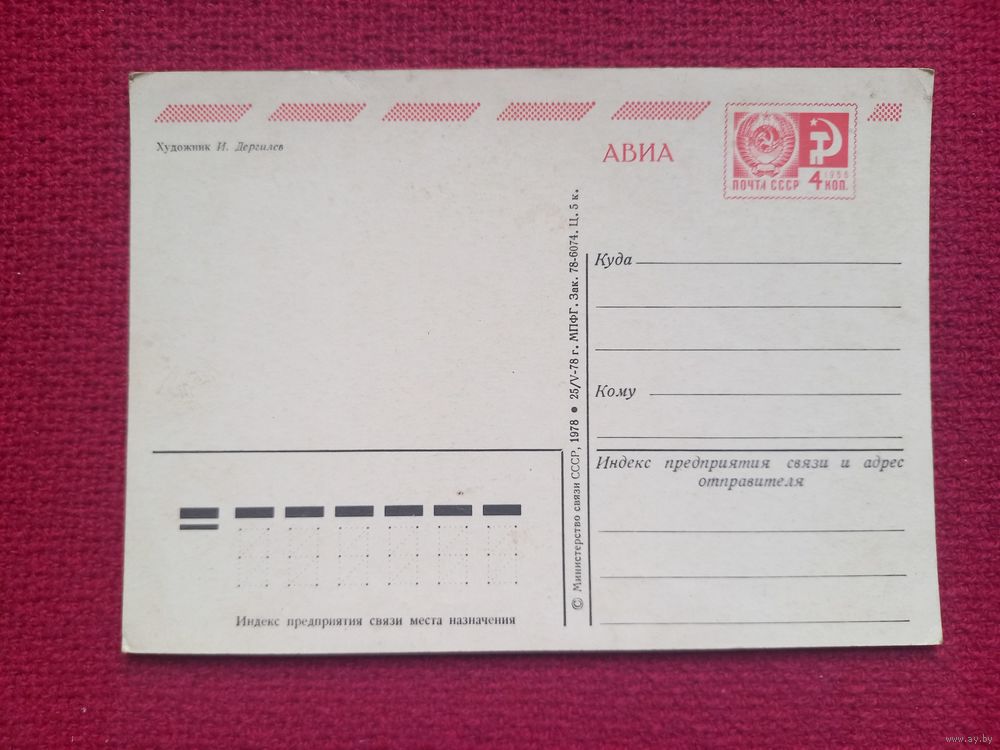 Художник И. Дергилев
АВИА
ПОЧТА СССР
1966
4 КОП.
Куда
Кому
Индекс предприятия связи и адрес
отправителя
© Министерство связи СССР, 1978 • 25/V-78 г. МПФГ. Зак. 78-6074. Ц. 5 к.
Индекс предприятия связи места назначения
www.ay.by